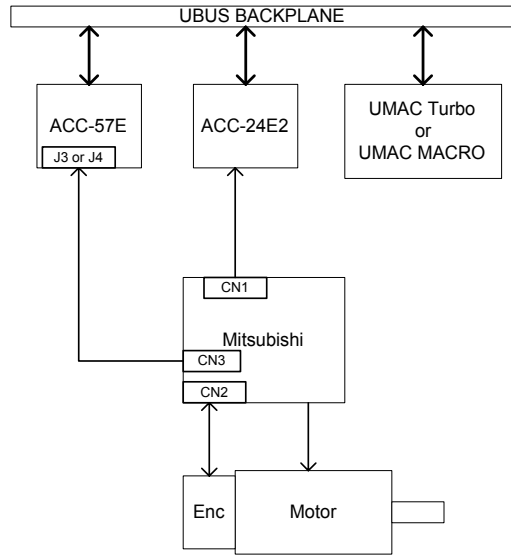 UBUS BACKPLANE
ACC-57E
J3 or J4
ACC-24E2
UMAC Turbo
or
UMAC MACRO
CN1
Mitsubishi
CN3
CN2
Enc
Motor